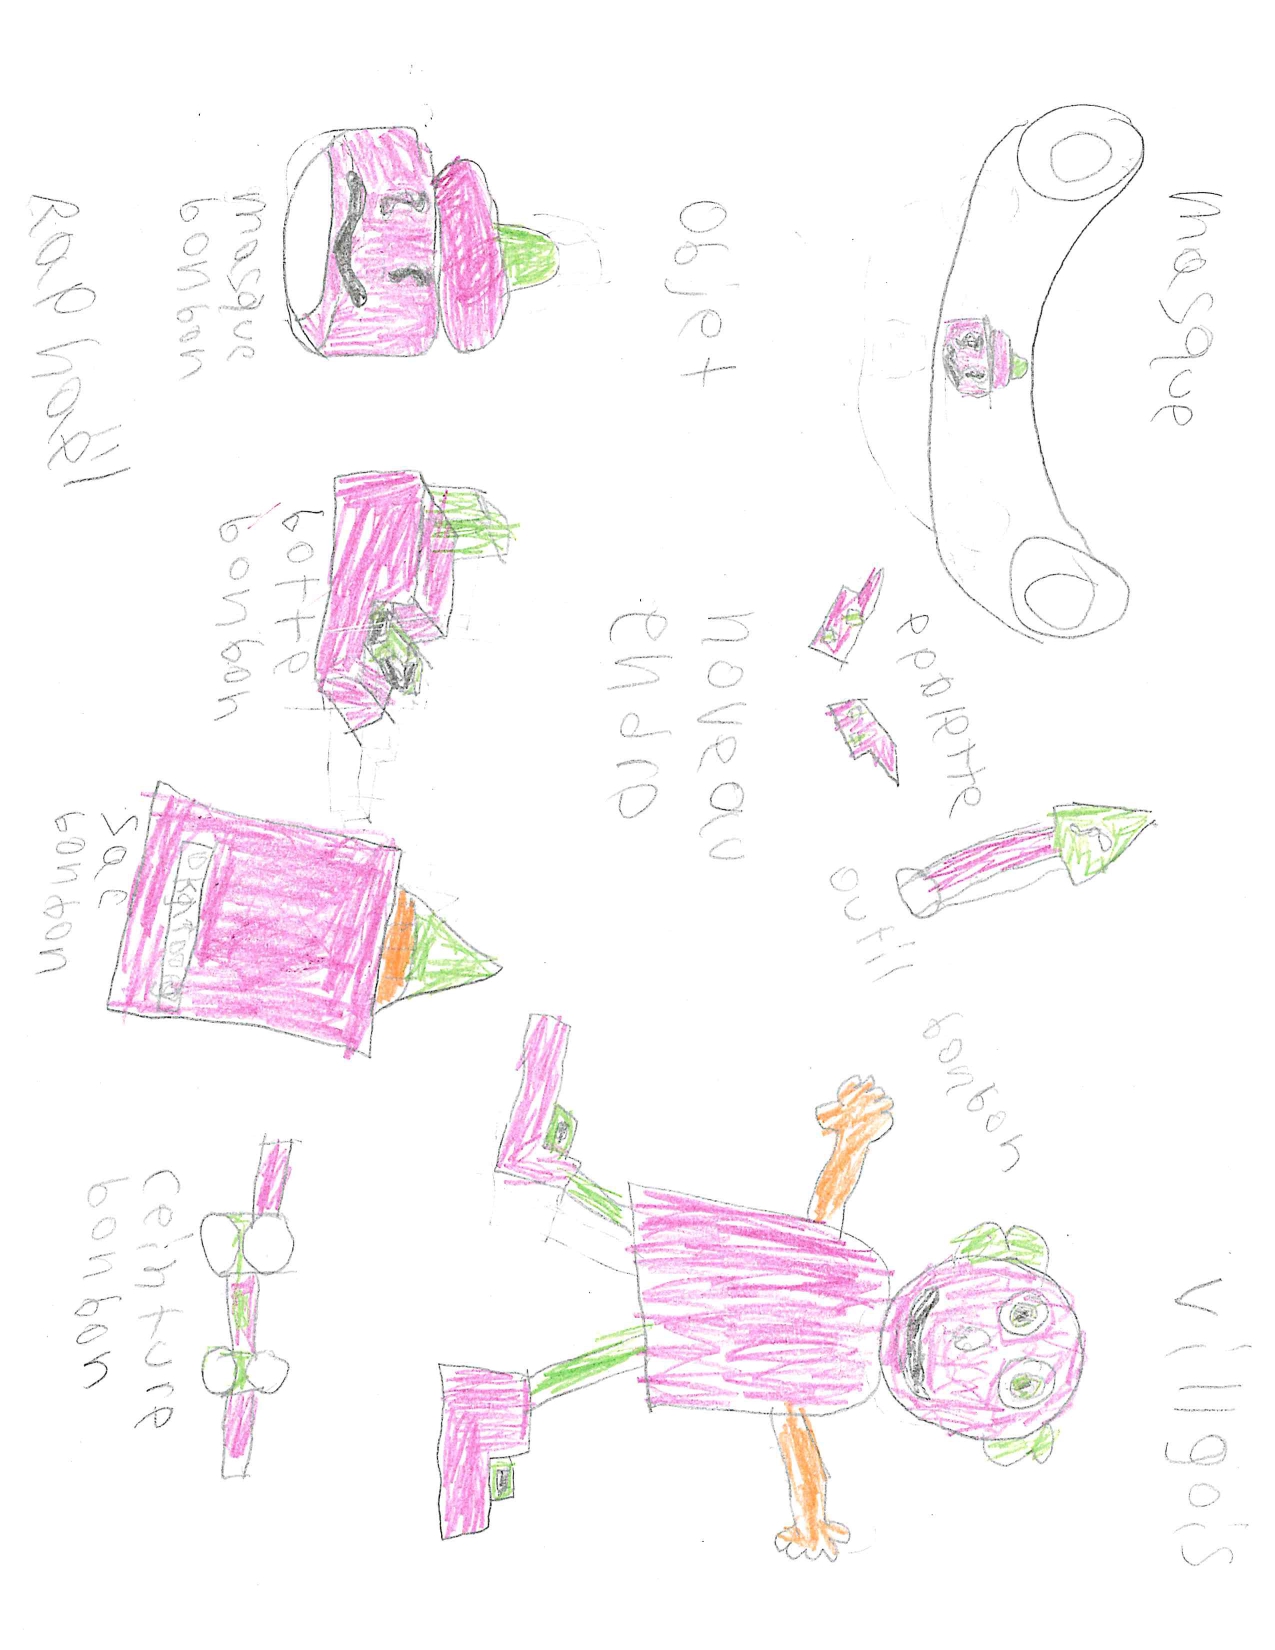 masque
villgois
epolette
outil bonbon
objet
noveau
endro
masque
bonbon
botte
bonbon
sac
bonbon
ceinture
bonbon
Raphaël